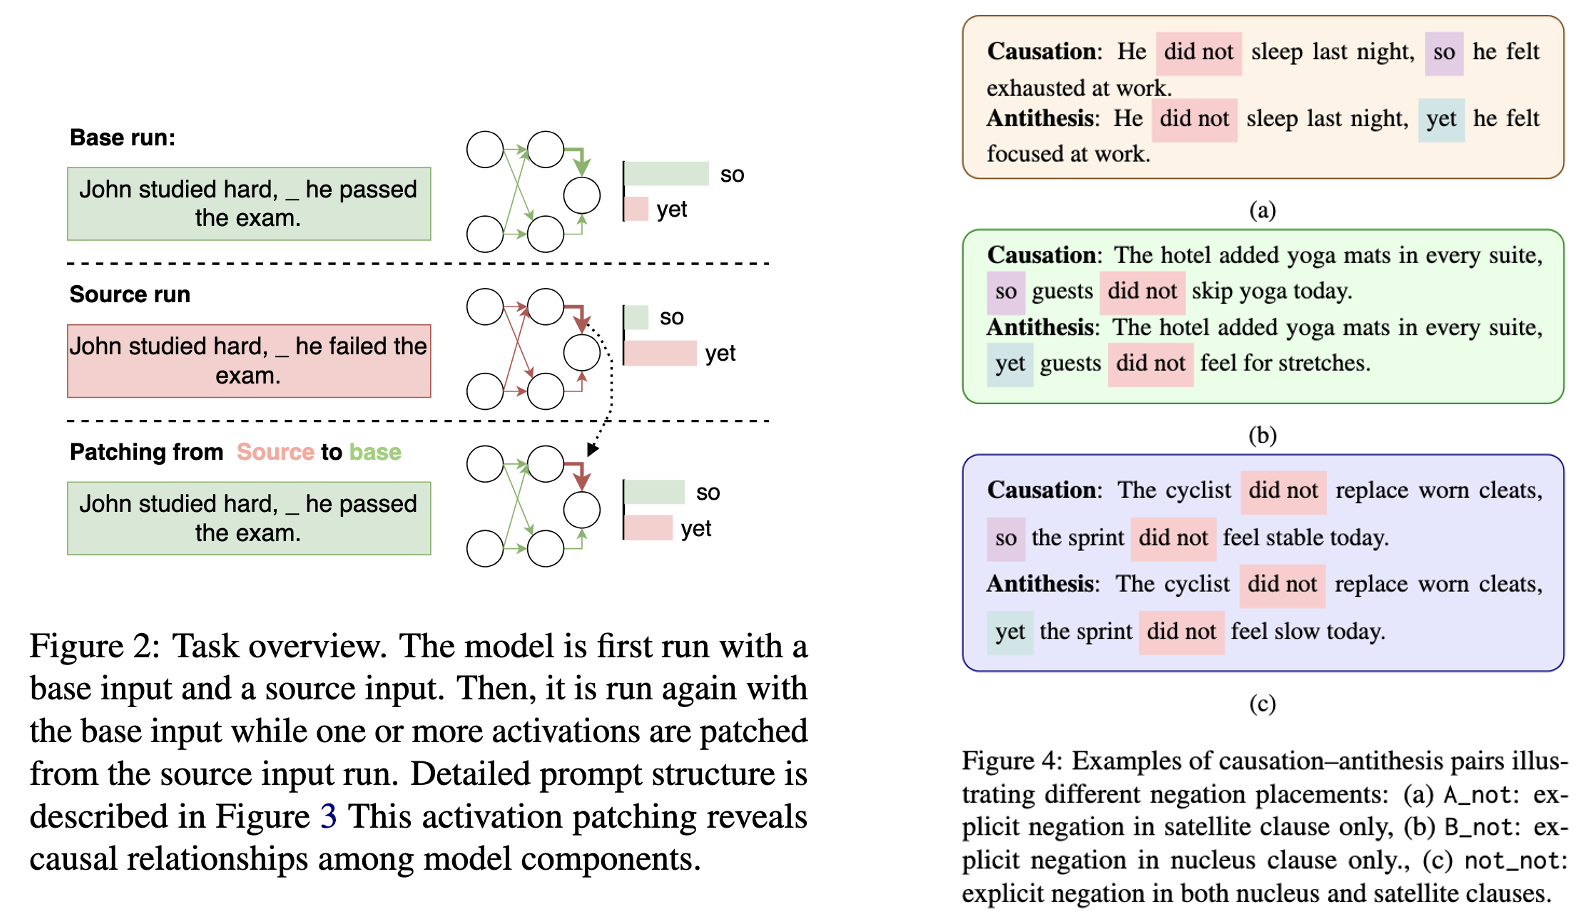 Base run:
John studied hard, _ he passed
the exam.
so
yet
Source run
John studied hard, _ he failed the
exam.
so
yet
Patching from Source to base
John studied hard, _ he passed
the exam.
so
yet
Figure 2: Task overview. The model is first run with a
base input and a source input. Then, it is run again with
the base input while one or more activations are patched
from the source input run. Detailed prompt structure is
described in Figure 3 This activation patching reveals
causal relationships among model components.
Causation: He did not sleep last night, so he felt
exhausted at work.
Antithesis: He did not sleep last night, yet he felt
focused at work.
(a)
Causation: The hotel added yoga mats in every suite,
so guests did not skip yoga today.
Antithesis: The hotel added yoga mats in every suite,
yet guests did not feel for stretches.
(b)
Causation: The cyclist did not replace worn cleats,
so the sprint did not feel stable today.
Antithesis: The cyclist did not replace worn cleats,
yet the sprint did not feel slow today.
(c)
Figure 4: Examples of causation–antithesis pairs illus-
trating different negation placements: (a) A_not: ex-
plicit negation in satellite clause only, (b) B_not: ex-
plicit negation in nucleus clause only., (c) not_not:
explicit negation in both nucleus and satellite clauses.